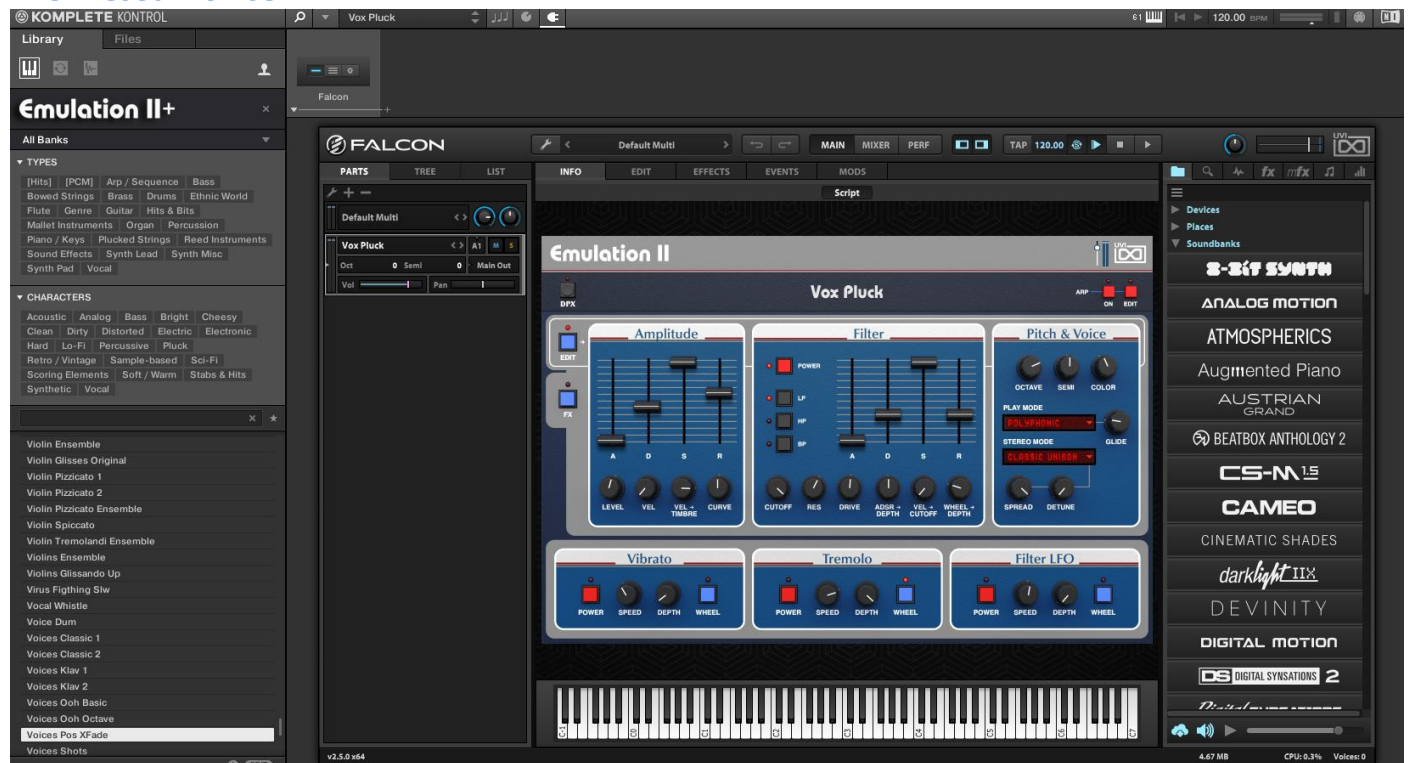 KOMPLETE KONTROL
Vox Pluck
61
120.00 BPM
Library Files
Falcon
Emulation II+
All Banks
TYPES
[Hits] [PCM] Arp / Sequence Bass
Bowed Strings Brass Drums Ethnic World
Flute Genre Guitar Hits & Bits
Mallet Instruments Organ Percussion
Piano / Keys Plucked Strings Reed Instruments
Sound Effects Synth Lead Synth Misc
Synth Pad Vocal
CHARACTERS
Acoustic Analog Bass Bright Cheesy
Clean Dirty Distorted Electric Electronic
Hard Lo-Fi Percussive Pluck
Retro / Vintage Sample-based Sci-Fi
Scoring Elements Soft / Warm Stabs & Hits
Synthetic Vocal
Violin Ensemble
Violin Glisses Original
Violin Pizzicato 1
Violin Pizzicato 2
Violin Pizzicato Ensemble
Violin Spiccato
Violin Tremolandi Ensemble
Violins Ensemble
Violins Glissando Up
Virus Figthing Slw
Vocal Whistle
Voice Dum
Voices Classic 1
Voices Classic 2
Voices Klav 1
Voices Klav 2
Voices Ooh Basic
Voices Ooh Octave
Voices Pos XFade
Voices Shots
FALCON
Default Multi
MAIN MIXER PERF
TAP 120.00
UVI
PARTS TREE LIST
Default Multi
Vox Pluck A1 M S
Oct 0 Semi 0 Main Out
Vol Pan
INFO EDIT EFFECTS EVENTS MODS
Script
Emulation II
UVI
DPX
Vox Pluck
ARP
ON EDIT
EDIT
FX
Amplitude
A D S R
LEVEL VEL VEL→TIMBRE CURVE
Filter
POWER
LP
HP
BP
A D S R
CUTOFF RES DRIVE ADSR→DEPTH VEL→CUTOFF WHEEL→DEPTH
Pitch & Voice
OCTAVE SEMI COLOR
PLAY MODE
POLYPHONIC
STEREO MODE
GLIDE
CLASSIC UNISON
SPREAD DETUNE
Vibrato
POWER SPEED DEPTH WHEEL
Tremolo
POWER SPEED DEPTH WHEEL
Filter LFO
POWER SPEED DEPTH WHEEL
C-1 C0 C1 C2 C3 C4 C5 C6 C7
fx mfx
Devices
Places
Soundbanks
8-BiT SYNTH
ANALOG MOTION
ATMOSPHERICS
Augmented Piano
AUSTRIAN
GRAND
BEATBOX ANTHOLOGY 2
CS-M 1.5
CAMEO
CINEMATIC SHADES
darklight IIX
DEVINITY
DIGITAL MOTION
DS DIGITAL SYNSATIONS 2
v2.5.0 x64
4.67 MB CPU: 0.3% Voices: 0